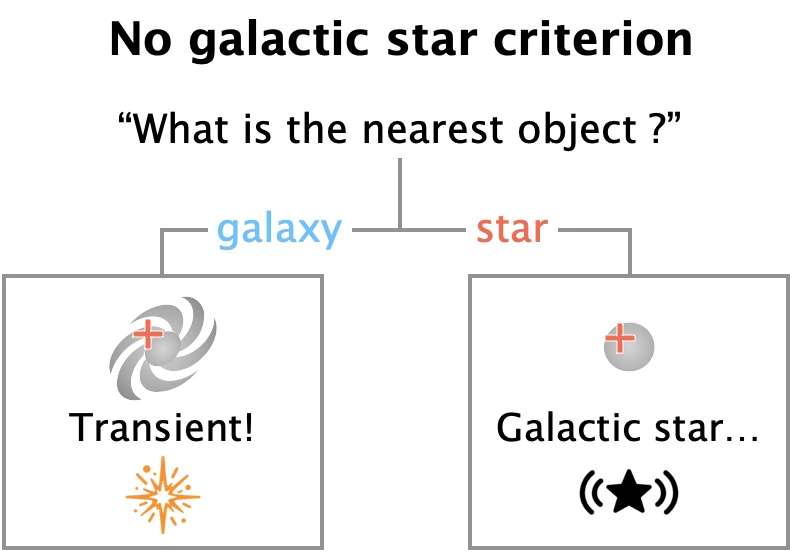 No galactic star criterion
“What is the nearest object ?”
galaxy
star
Transient!
Galactic star…